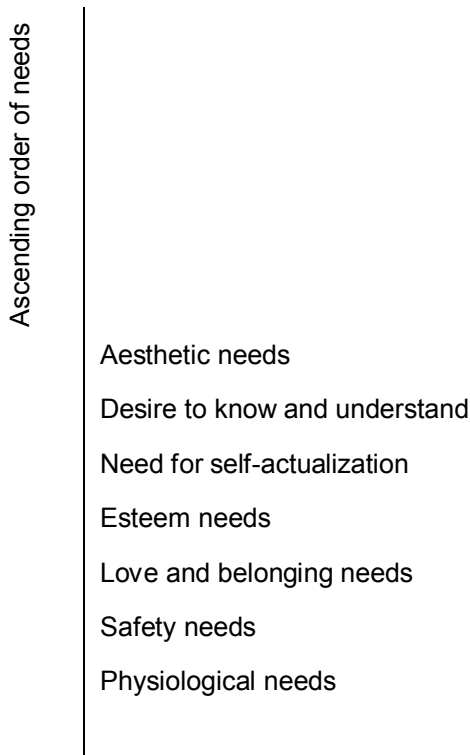 Ascending order of needs
Aesthetic needs
Desire to know and understand
Need for self-actualization
Esteem needs
Love and belonging needs
Safety needs
Physiological needs